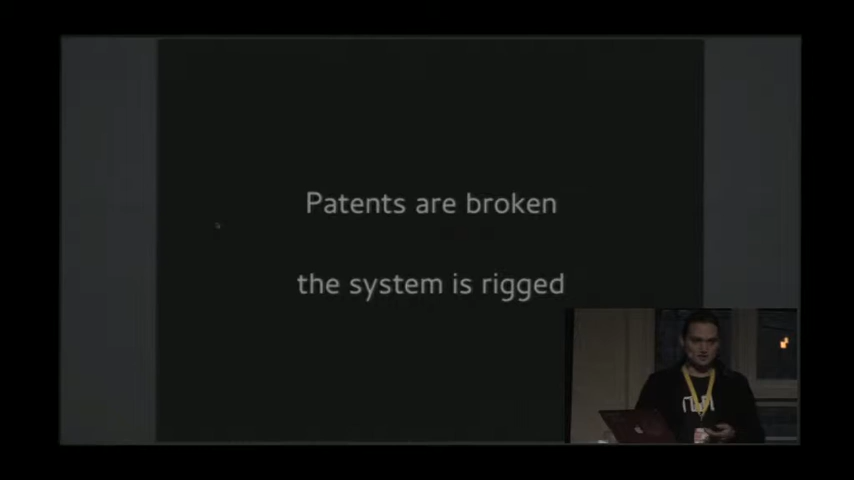 Patents are broken
the system is rigged